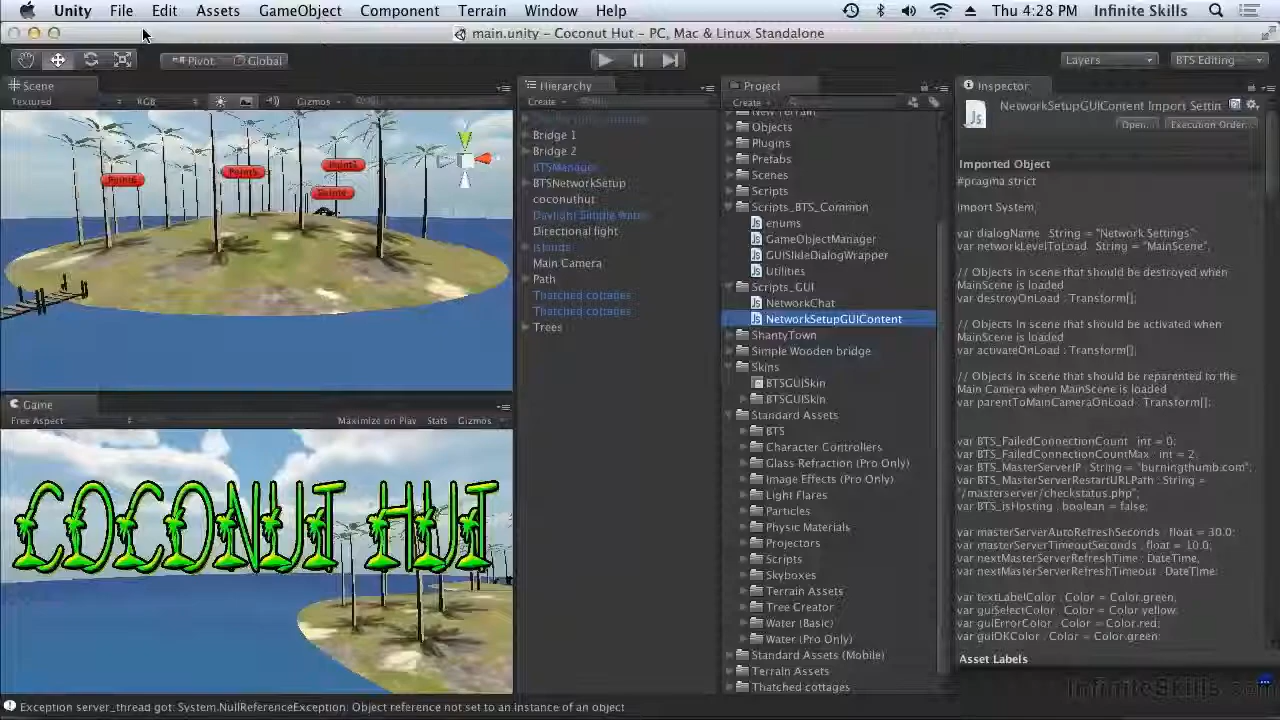 Unity File Edit Assets GameObject Component Terrain Window Help Thu 4:28 PM Infinite Skills
main.unity – Coconut Hut – PC, Mac & Linux Standalone
Pivot Global Layers BTS Editing
Scene
Textured RGB Gizmos
Point6
Point5
Hierarchy
Create
Bridge 1
Bridge 2
BTSManager
BTSNetworkSetup
coconuthut
Daylight Simple Water
Directional light
islands
Main Camera
Path
Thatched cottages
Thatched cottages
Trees
Project
Create
New Terrain
Objects
Plugins
Prefabs
Scenes
Scripts
Scripts_BTS_Common
enums
GameObjectManager
GUISlideDialogWrapper
Utilities
Scripts_GUI
NetworkChat
NetworkSetupGUIContent
ShantyTown
Simple Wooden bridge
Skins
BTSGUISkin
BTSGUISkin
Standard Assets
BTS
Character Controllers
Glass Refraction (Pro Only)
Image Effects (Pro Only)
Light Flares
Particles
Physic Materials
Projectors
Scripts
Skyboxes
Terrain Assets
Tree Creator
Water (Basic)
Water (Pro Only)
Standard Assets (Mobile)
Terrain Assets
Thatched cottages
Inspector
NetworkSetupGUIContent Import Settin
Open... Execution Order...
Imported Object
#pragma strict
import System;
var dialogName : String = "Network Settings"
var networkLevelToLoad : String = "MainScene";
// Objects in scene that should be destroyed when
MainScene is loaded
var destroyOnLoad : Transform[];
// Objects in scene that should be activated when
MainScene is loaded
var activateOnLoad : Transform[];
// Objects in scene that should be reparented to the
Main Camera when MainScene is loaded
var parentToMainCameraOnLoad : Transform[];
var BTS_FailedConnectionCount : int = 0;
var BTS_FailedConnectionCountMax : int = 2;
var BTS_MasterServerIP : String = "burningthumb.com";
var BTS_MasterServerRestartURLPath : String =
"/masterserver/checkstatus.php";
var BTS_isHosting : boolean = false;
var masterServerAutoRefreshSeconds : float = 30.0;
var masterServerTimeoutSeconds : float = 10.0;
var nextMasterServerRefreshTime : DateTime;
var nextMasterServerRefreshTimeout : DateTime;
var textLabelColor : Color = Color.green;
var guiSelectColor : Color = Color.yellow;
var guiErrorColor : Color = Color.red;
var guiOKColor : Color = Color.green;
Asset Labels
Game
Free Aspect Maximize on Play Stats Gizmos
COCONUT HUT
InfiniteSkills.com
Exception server_thread got: System.NullReferenceException: Object reference not set to an instance of an object